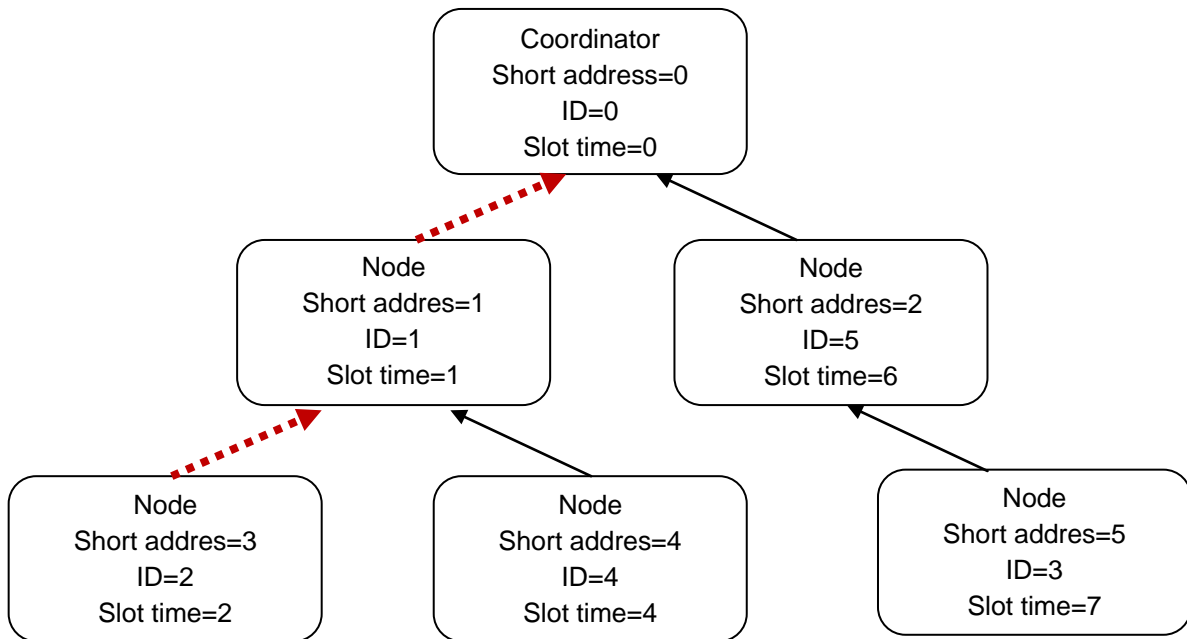 Coordinator
Short address=0
ID=0
Slot time=0
Node
Short addres=1
ID=1
Slot time=1
Node
Short addres=2
ID=5
Slot time=6
Node
Short addres=3
ID=2
Slot time=2
Node
Short addres=4
ID=4
Slot time=4
Node
Short addres=5
ID=3
Slot time=7